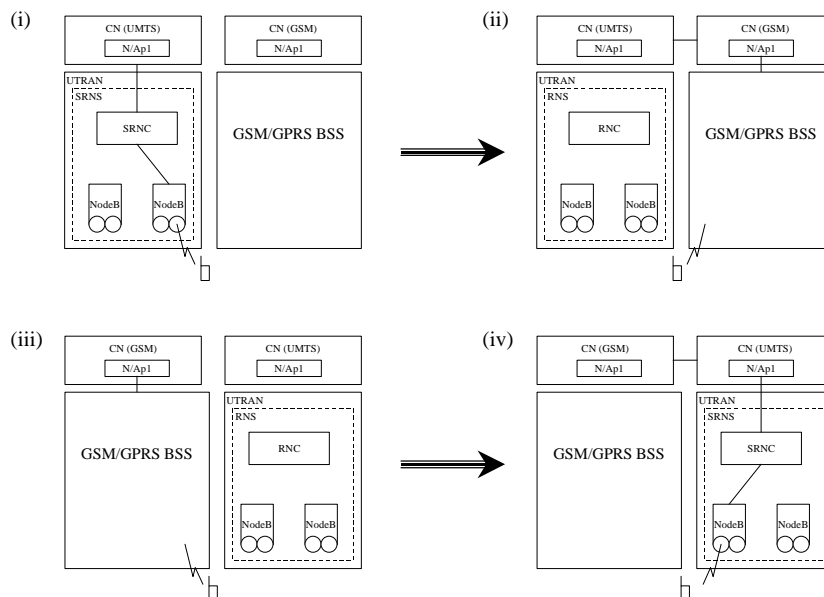 (i)
CN (UMTS)
N/Ap1
CN (GSM)
N/Ap1
UTRAN
SRNS
SRNC
NodeB
NodeB
GSM/GPRS BSS
(ii)
CN (UMTS)
N/Ap1
CN (GSM)
N/Ap1
UTRAN
RNS
RNC
NodeB
NodeB
GSM/GPRS BSS
(iii)
CN (GSM)
N/Ap1
CN (UMTS)
N/Ap1
GSM/GPRS BSS
UTRAN
RNS
RNC
NodeB
NodeB
(iv)
CN (GSM)
N/Ap1
CN (UMTS)
N/Ap1
GSM/GPRS BSS
UTRAN
SRNS
SRNC
NodeB
NodeB